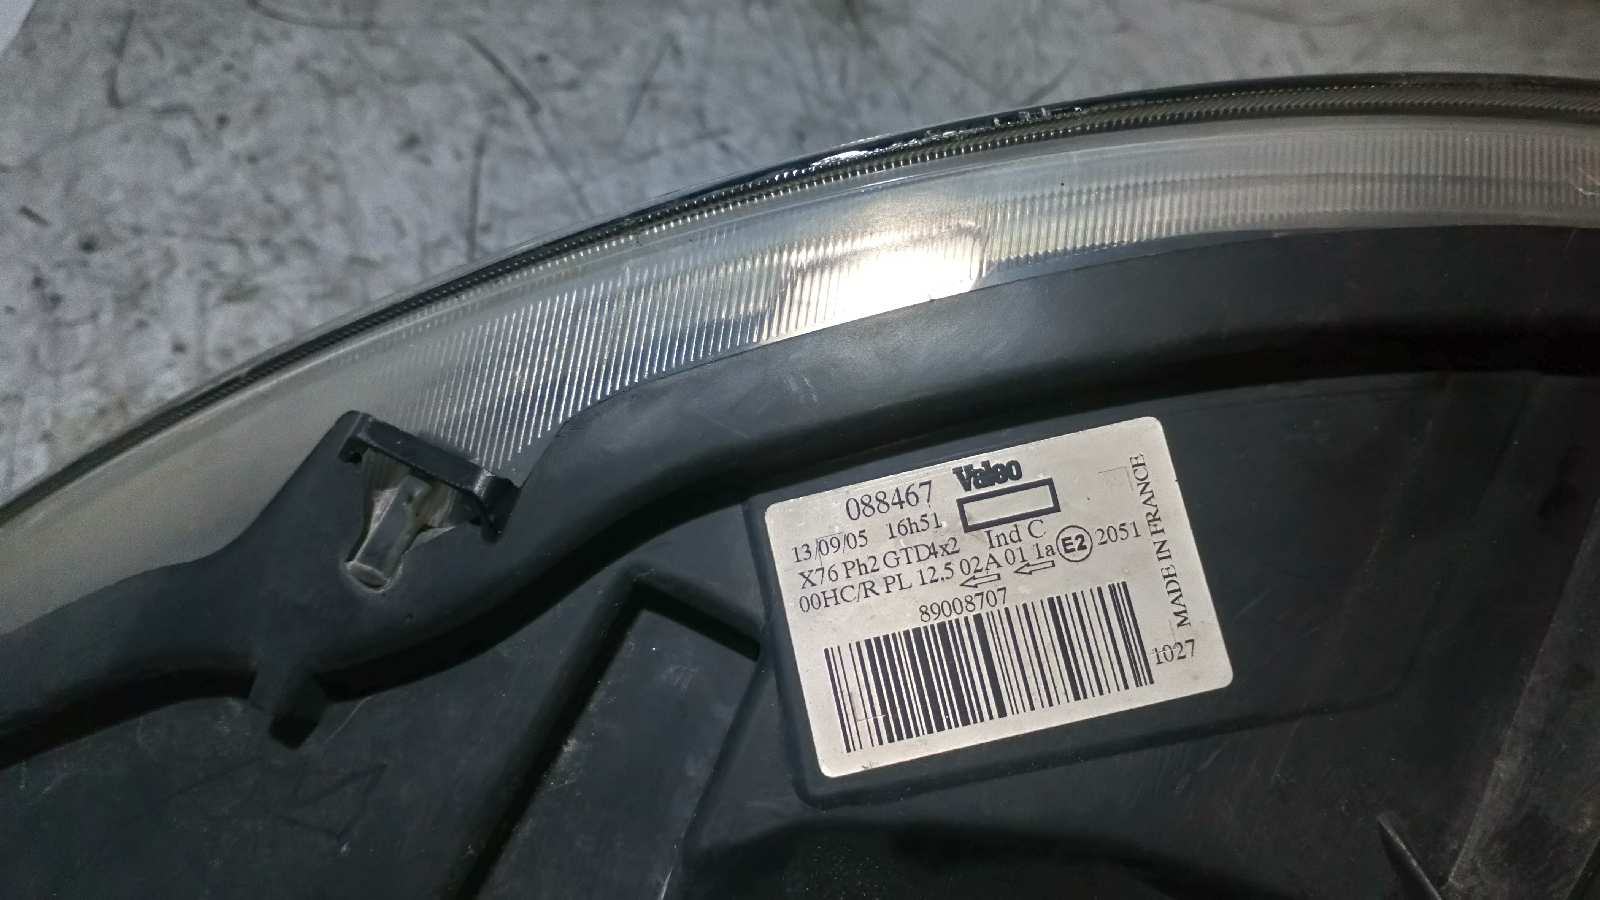 088467 Valeo
13/09/05 16h51
X76 Ph2 GTD4x2 Ind C
00HC/R PL 12.5 02A 01 1a E2 2051
89008707
1027
MADE IN FRANCE